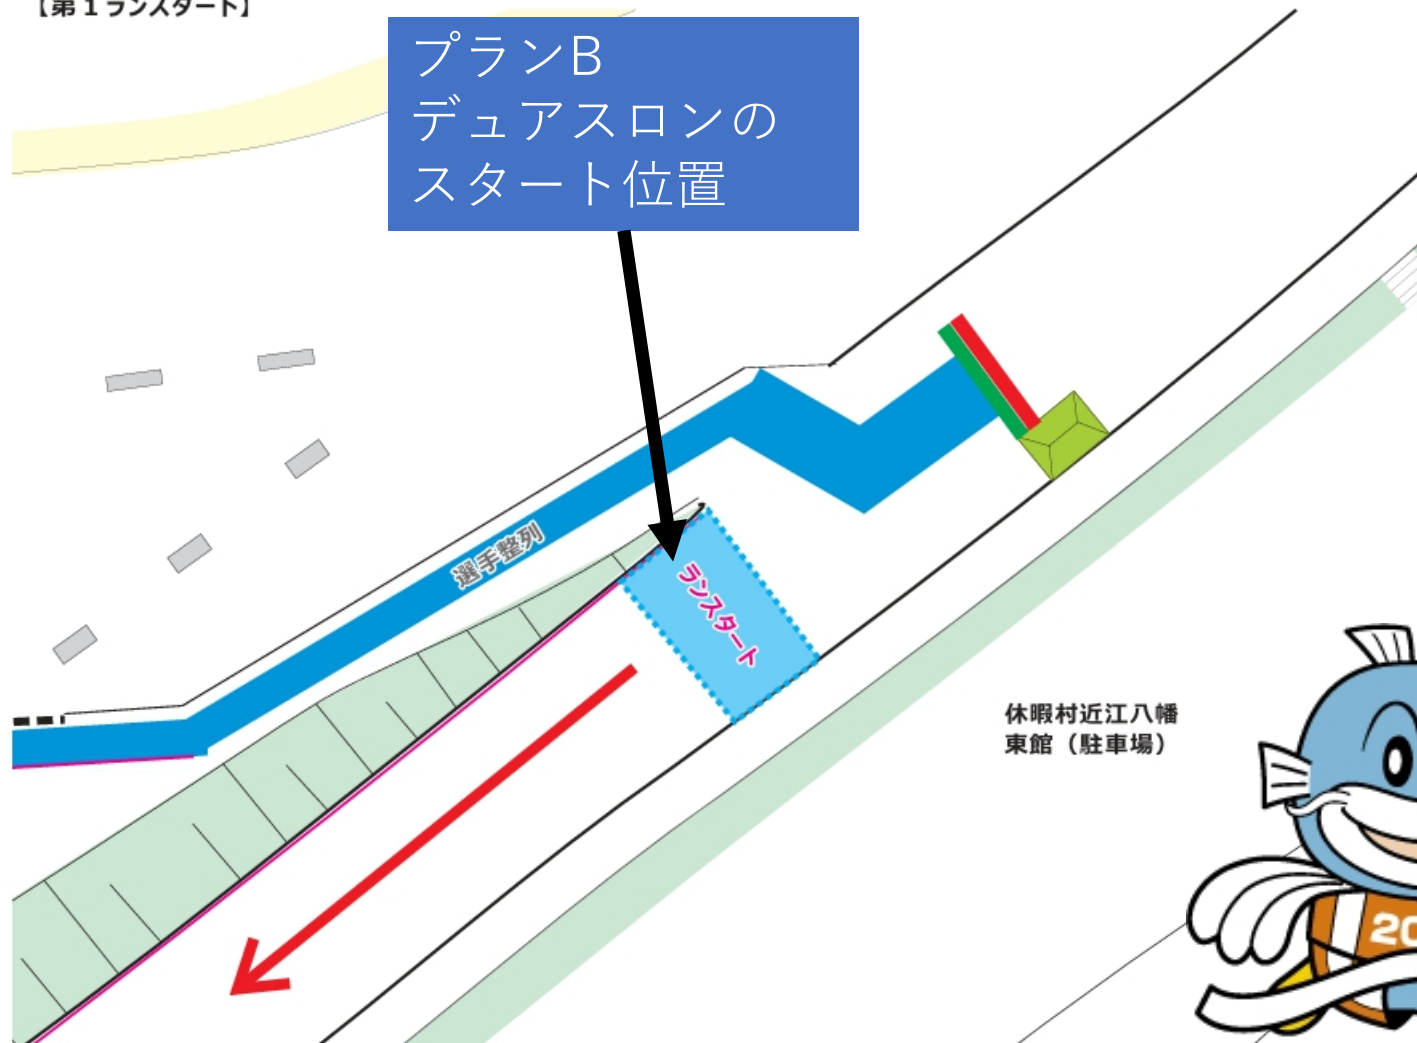 【第1ランスタート】
プランB
デュアスロンの
スタート位置
選手整列
ランスタート
休暇村近江八幡
東館（駐車場）
20